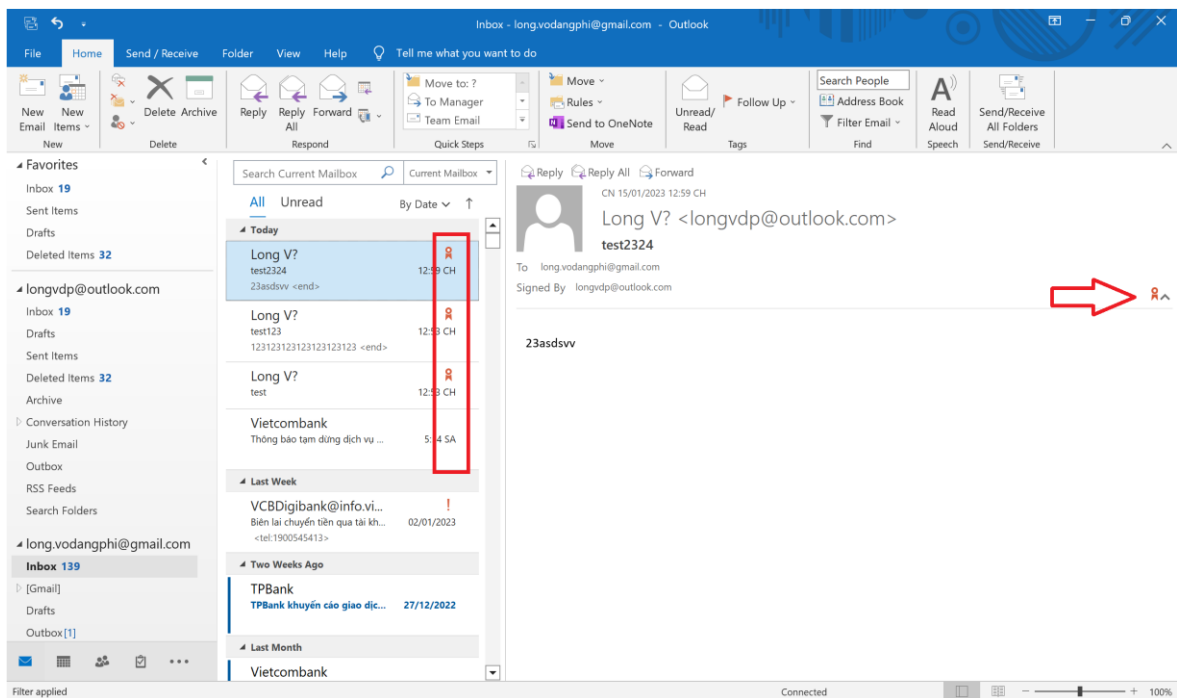 Inbox - long.vodangphi@gmail.com - Outlook
File Home Send / Receive Folder View Help Tell me what you want to do
New Email
New Items
Delete
Archive
Reply
Reply All
Forward
Move to: ?
To Manager
Team Email
Move
Rules
Send to OneNote
Unread/ Read
Follow Up
Search People
Address Book
Filter Email
Read Aloud
Send/Receive All Folders
New Delete Respond Quick Steps Move Tags Find Speech Send/Receive
Favorites
Inbox 19
Sent Items
Drafts
Deleted Items 32
longvdp@outlook.com
Inbox 19
Drafts
Sent Items
Deleted Items 32
Archive
Conversation History
Junk Email
Outbox
RSS Feeds
Search Folders
long.vodangphi@gmail.com
Inbox 139
[Gmail]
Drafts
Outbox[1]
Search Current Mailbox Current Mailbox
All Unread By Date
Today
Long V?
test2324 12:59 CH
23asdsvv <end>
Long V?
test123 12:53 CH
123123123123123123123 <end>
Long V?
test 12:53 CH
Vietcombank
Thông báo tạm dừng dịch vụ ... 5:14 SA
Last Week
VCBDigibank@info.vi... !
Biên lai chuyển tiền qua tài kh... 02/01/2023
<tel:1900545413>
Two Weeks Ago
TPBank
TPBank khuyến cáo giao dịc... 27/12/2022
Last Month
Vietcombank
Reply Reply All Forward
CN 15/01/2023 12:59 CH
Long V? <longvdp@outlook.com>
test2324
To long.vodangphi@gmail.com
Signed By longvdp@outlook.com
23asdsvv
Filter applied Connected 100%